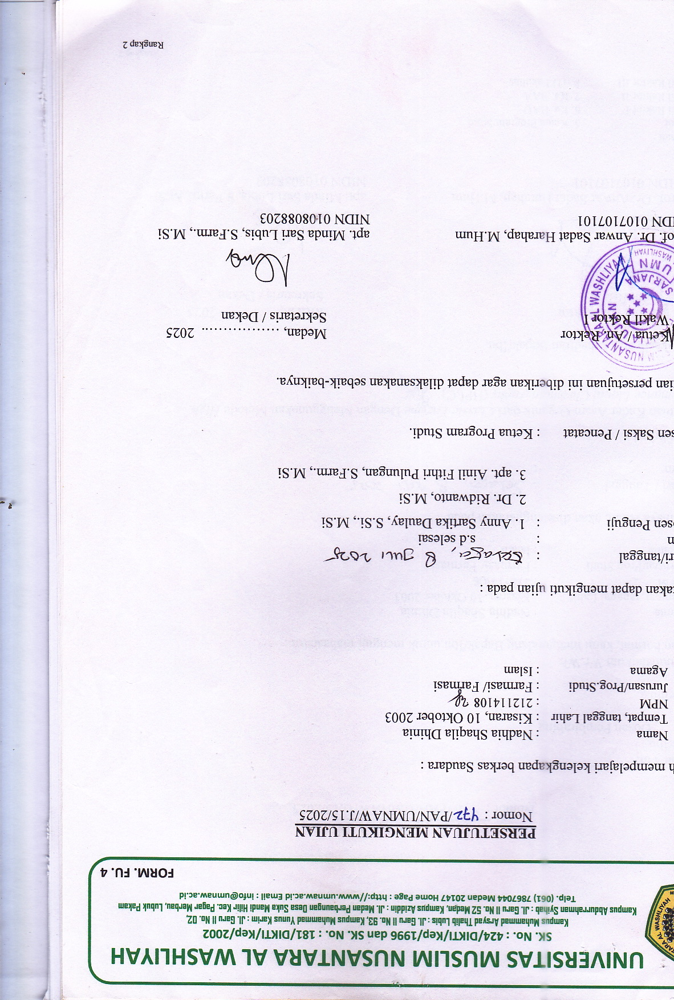 UNIVERSITAS MUSLIM NUSANTARA AL WASHLIYAH
SK. No. : 424/DIKTI/Kep/1996 dan SK. No. : 181/DIKTI/Kep/2002
Kampus Muhammad Arsyad Thalib Lubis : Jl. Garu II No. 93, Kampus Muhammad Yunus Karim : Jl. Garu II No. 02,
Kampus Abdurrahman Syihab : Jl. Garu II No. 52 Medan, Kampus Aziddin : Jl. Medan Perbaungan Desa Suka Mandi Hilir Kec. Pagar Merbau, Lubuk Pakam
Telp. (061) 7867044 Medan 20147 Home Page : http://www.umnaw.ac.id Email : info@umnaw.ac.id
FORM. FU. 4
PERSETUJUAN MENGIKUTI UJIAN
Nomor : 472/PAN/UMNAW/J.15/2025
h mempelajari kelengkapan berkas Saudara :
Nama : Nadhia Shaqila Dhinia
Tempat, tanggal Lahir : Kisaran, 10 Oktober 2003
NPM : 212114108
Jurusan/Prog.Studi : Farmasi/ Farmasi
Agama : Islam
takan dapat mengikuti ujian pada :
ri/tanggal : 8 Juli 2025
n : s.d selesai
sen Penguji : 1. Anny Sartika Daulay, S.Si., M.Si
2. Dr. Ridwanto, M.Si
3. apt. Ainil Fithri Pulungan, S.Farm., M.Si
sen Saksi / Pencatat : Ketua Program Studi.
ian persetujuan ini diberikan agar dapat dilaksanakan sebaik-baiknya.
Medan, .................. 2025
Ketua / An. Rektor Sekretaris / Dekan
Wakil Rektor I
of. Dr. Anwar Sadat Harahap, M.Hum apt. Minda Sari Lubis, S.Farm., M.Si
IDN 0107107101 NIDN 0108088203
Rangkap 2